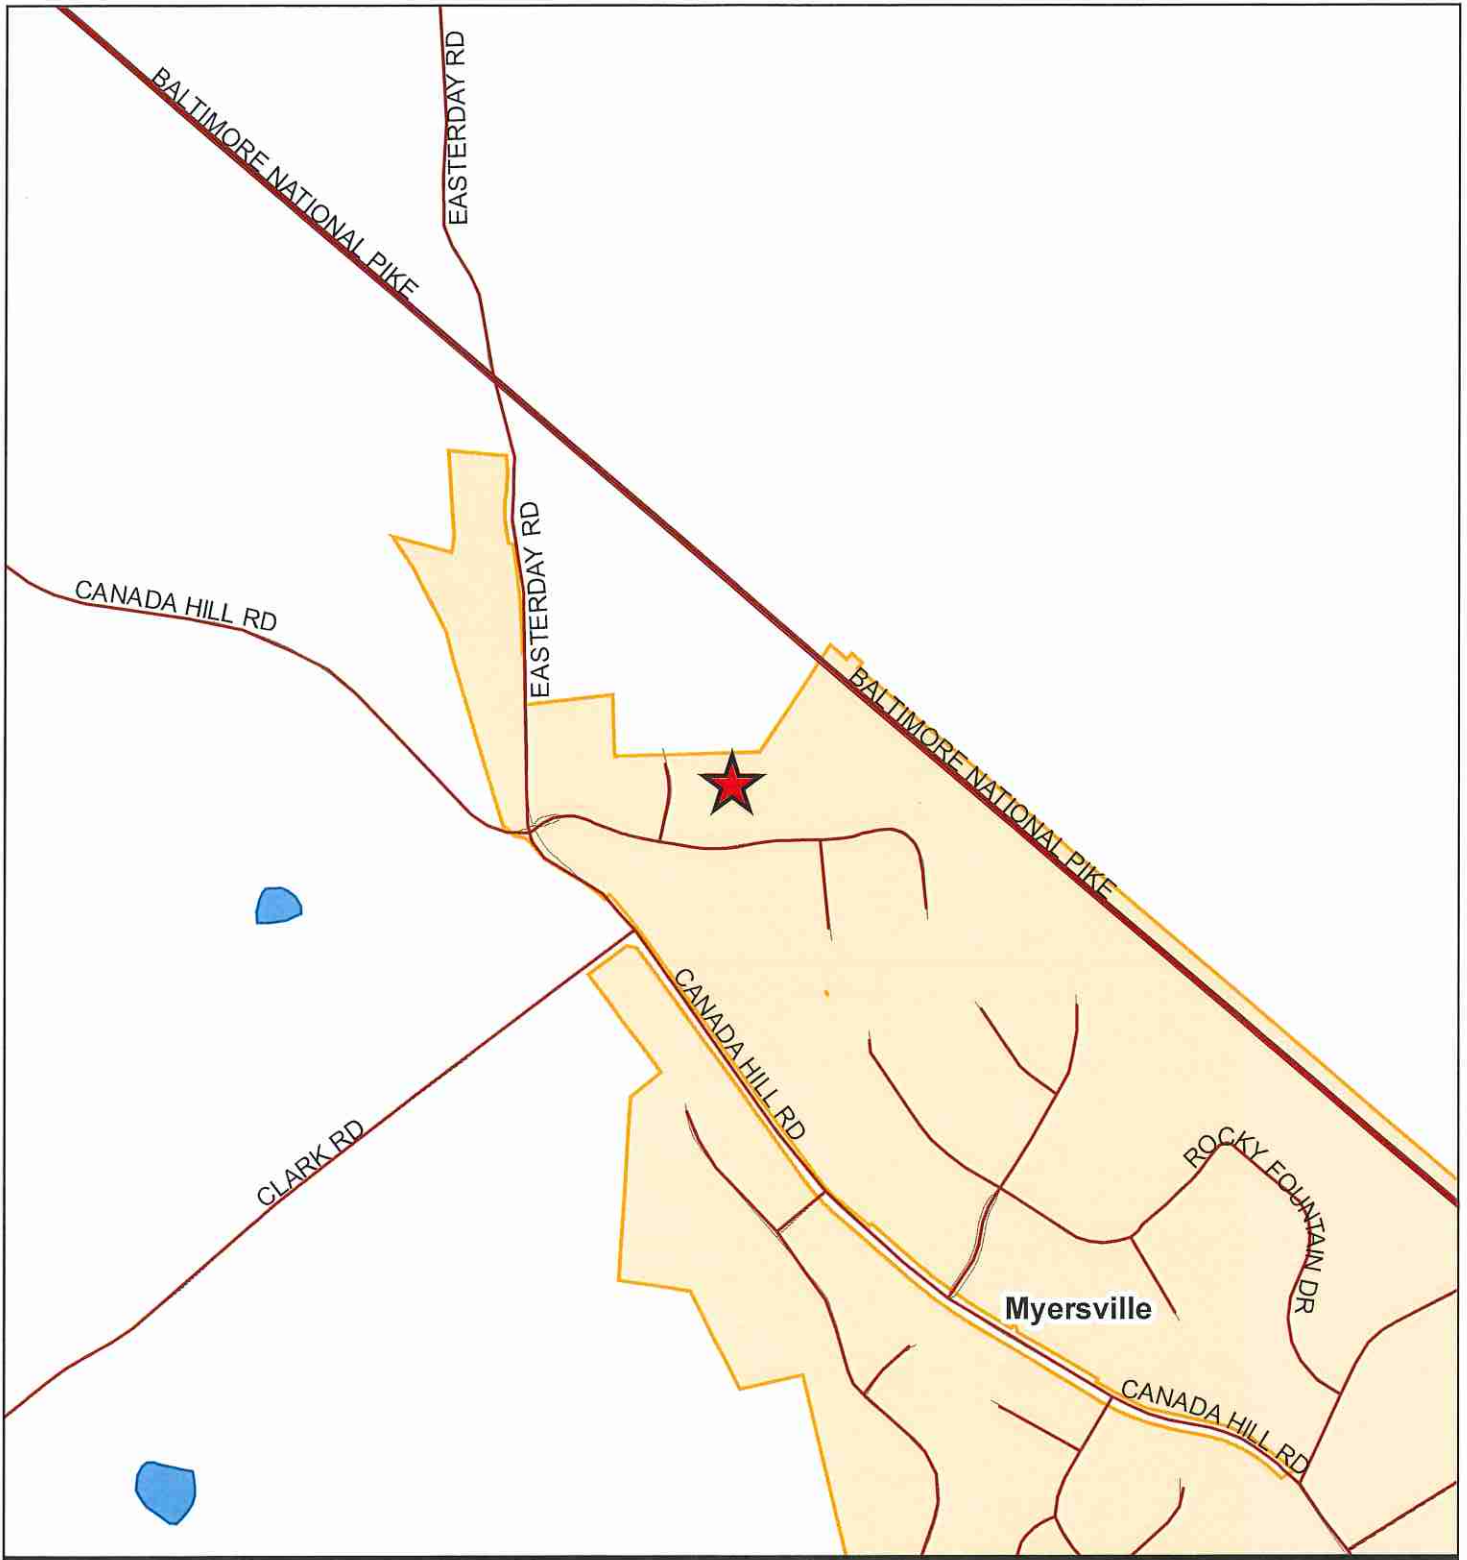 EASTERDAY RD
BALTIMORE NATIONAL PIKE
EASTERDAY RD
CANADA HILL RD
BALTIMORE NATIONAL PIKE
CANADA HILL RD
CLARK RD
ROCKY FOUNTAIN DR
Myersville
CANADA HILL RD